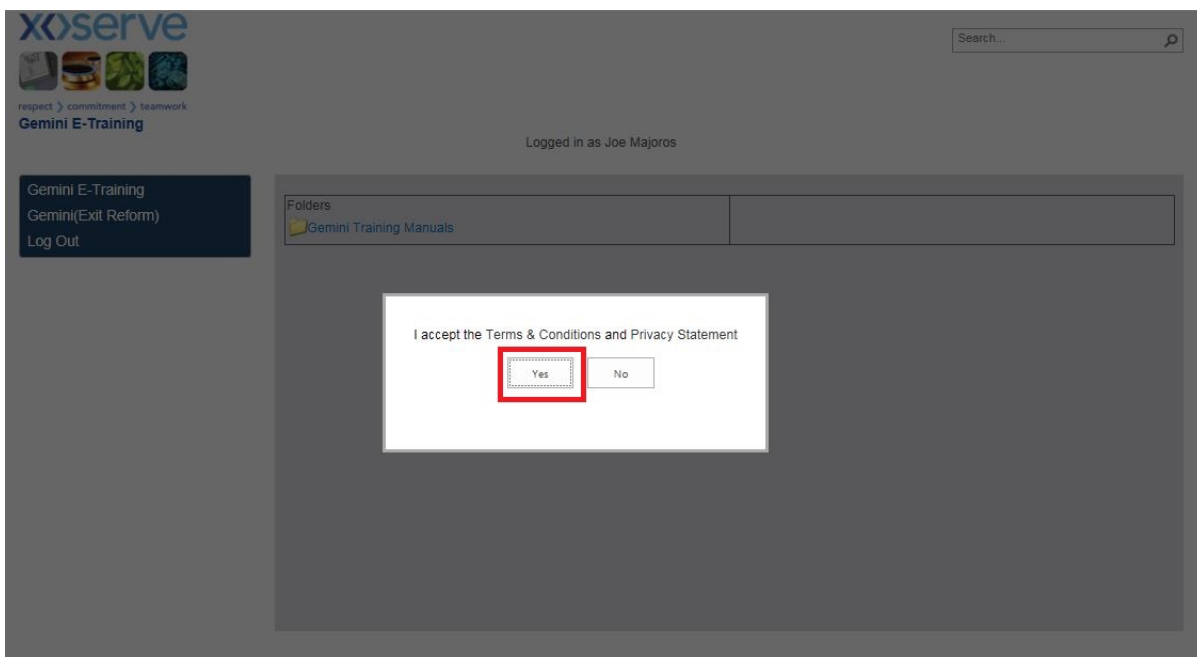 xoserve
Search...
respect > commitment > teamwork
Gemini E-Training
Logged in as Joe Majoros
Gemini E-Training
Gemini(Exit Reform)
Log Out
Folders
Gemini Training Manuals
I accept the Terms & Conditions and Privacy Statement
Yes No